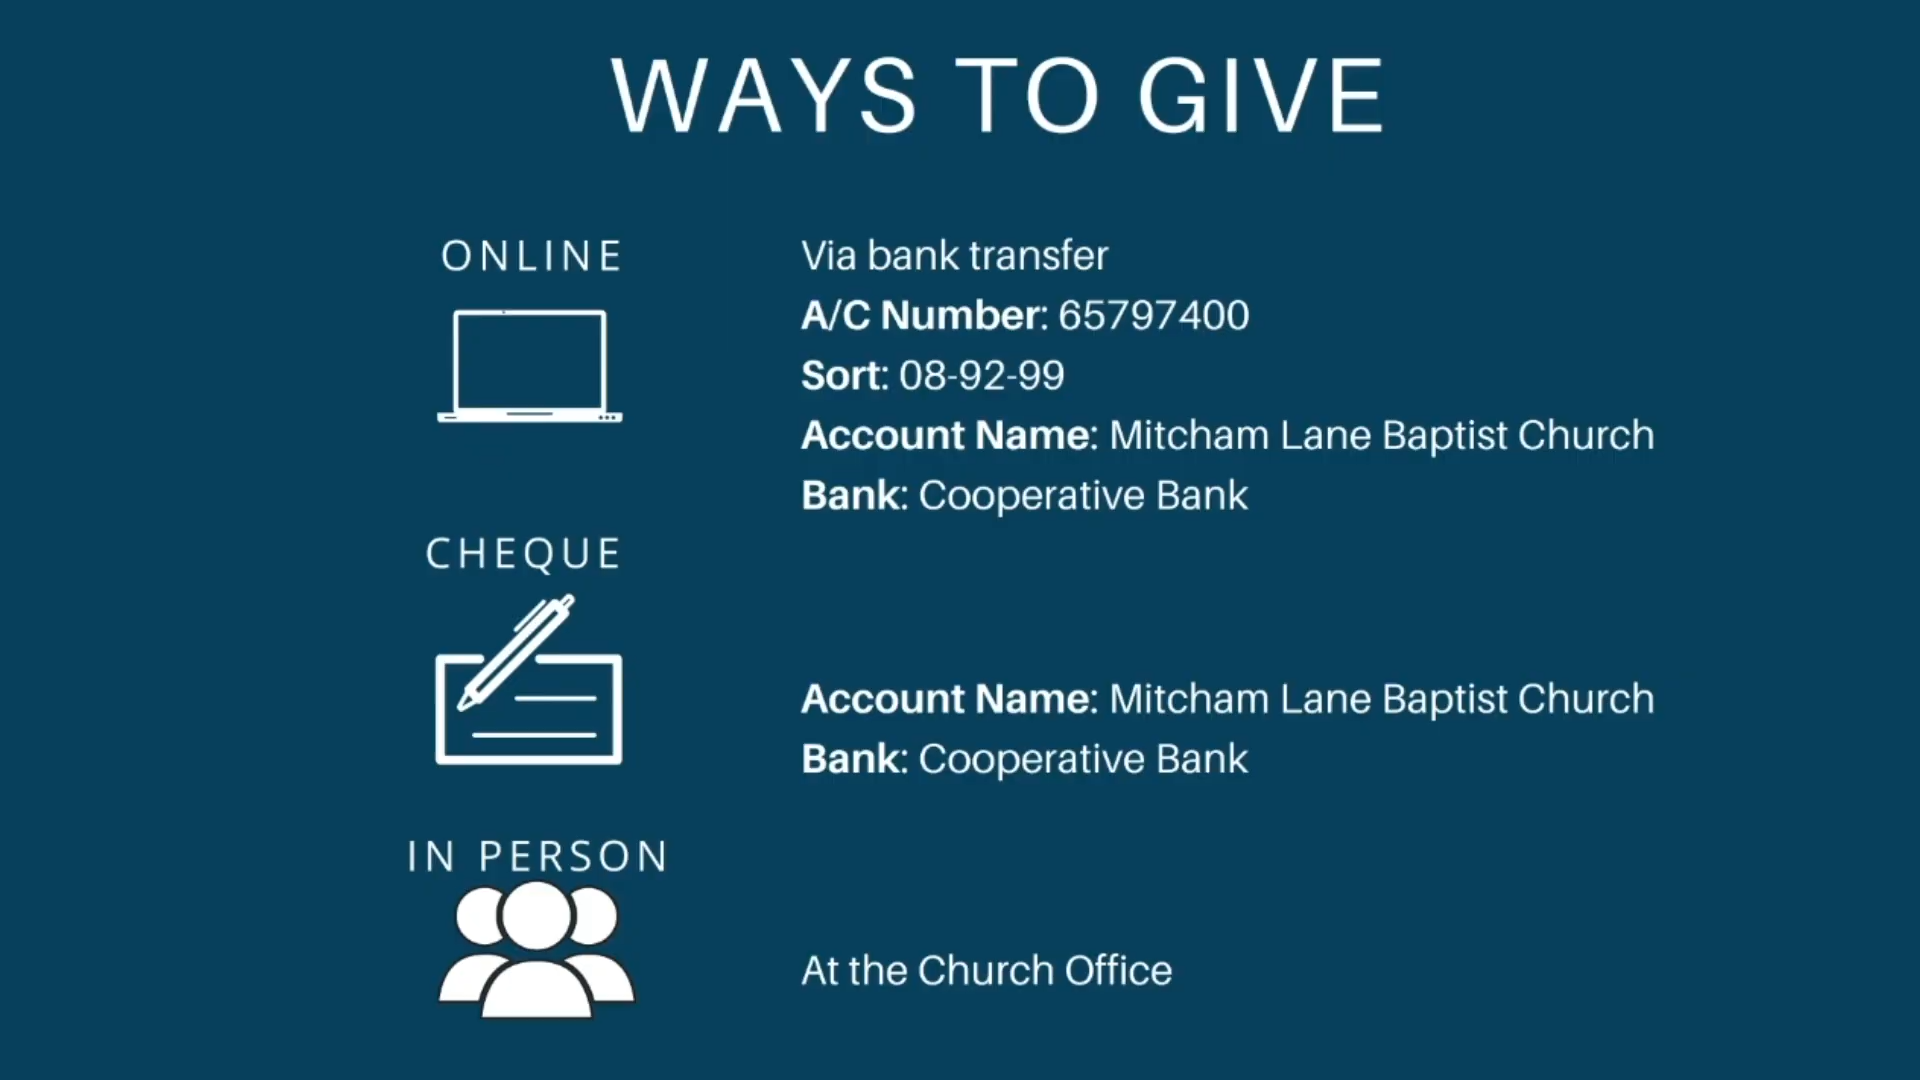 WAYS TO GIVE
ONLINE
Via bank transfer
A/C Number: 65797400
Sort: 08-92-99
Account Name: Mitcham Lane Baptist Church
Bank: Cooperative Bank
CHEQUE
Account Name: Mitcham Lane Baptist Church
Bank: Cooperative Bank
IN PERSON
At the Church Office